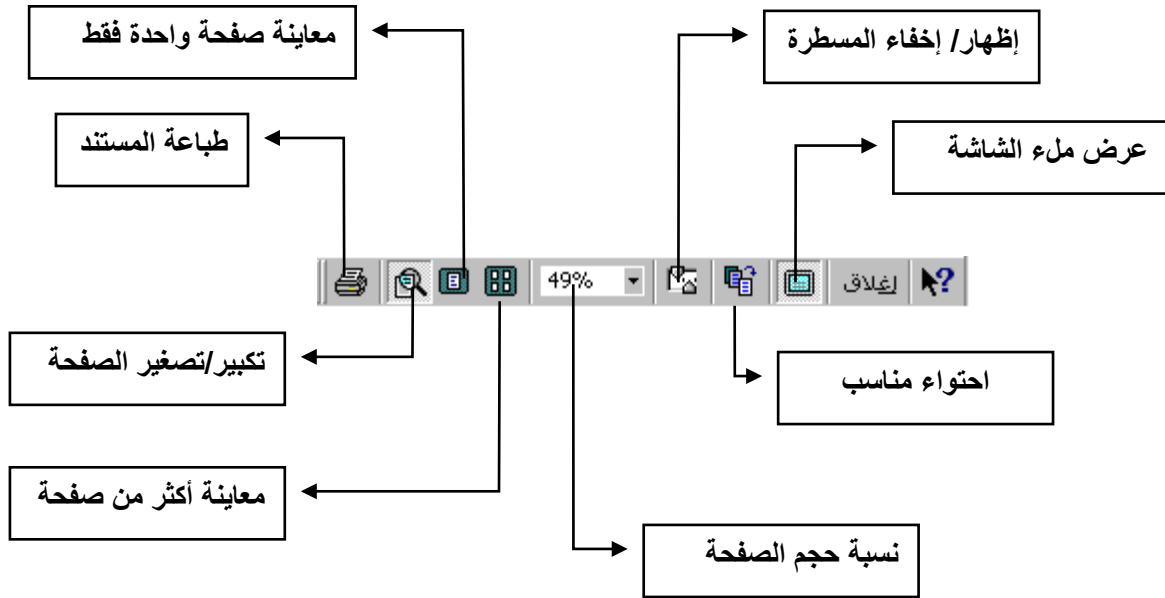 معاينة صفحة واحدة فقط
إظهار/ إخفاء المسطرة
طباعة المستند
عرض ملء الشاشة
49%
إغلاق
?
تكبير/تصغير الصفحة
احتواء مناسب
معاينة أكثر من صفحة
نسبة حجم الصفحة